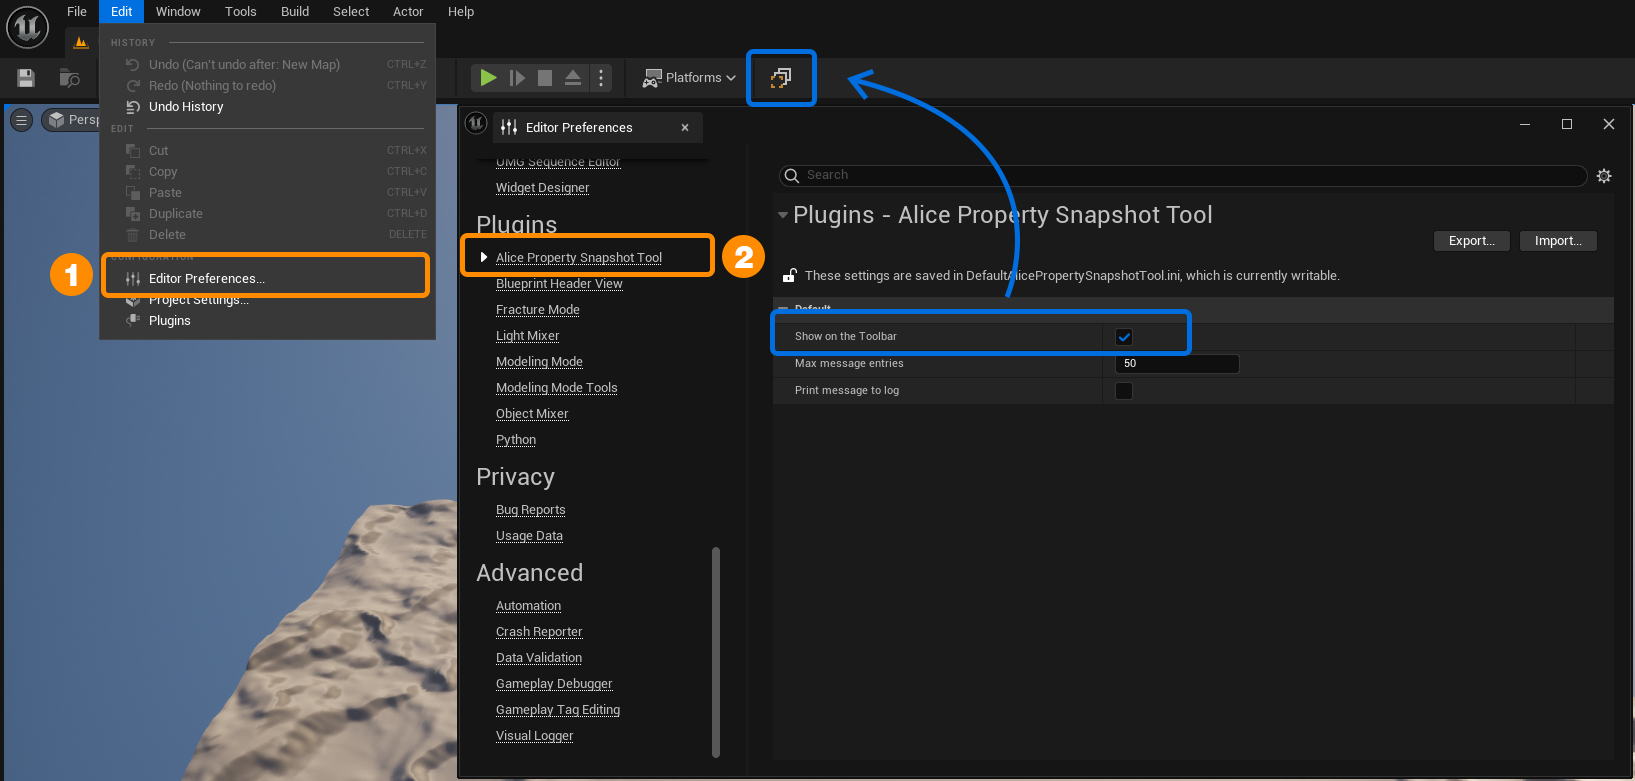 File Edit Window Tools Build Select Actor Help
HISTORY
Undo (Can't undo after: New Map) CTRL+Z
Redo (Nothing to redo) CTRL+Y
Undo History
EDIT
Cut CTRL+X
Copy CTRL+C
Paste CTRL+V
Duplicate CTRL+D
Delete DELETE
CONFIGURATION
1
Editor Preferences...
Project Settings...
Plugins
Platforms
Persp
Editor Preferences
UMG Sequence Editor
Widget Designer
Plugins
Alice Property Snapshot Tool
2
Blueprint Header View
Fracture Mode
Light Mixer
Modeling Mode
Modeling Mode Tools
Object Mixer
Python
Privacy
Bug Reports
Usage Data
Advanced
Automation
Crash Reporter
Data Validation
Gameplay Debugger
Gameplay Tag Editing
Visual Logger
Search
Plugins - Alice Property Snapshot Tool
Export... Import...
These settings are saved in DefaultAlicePropertySnapshotTool.ini, which is currently writable.
Default
Show on the Toolbar
Max message entries 50
Print message to log